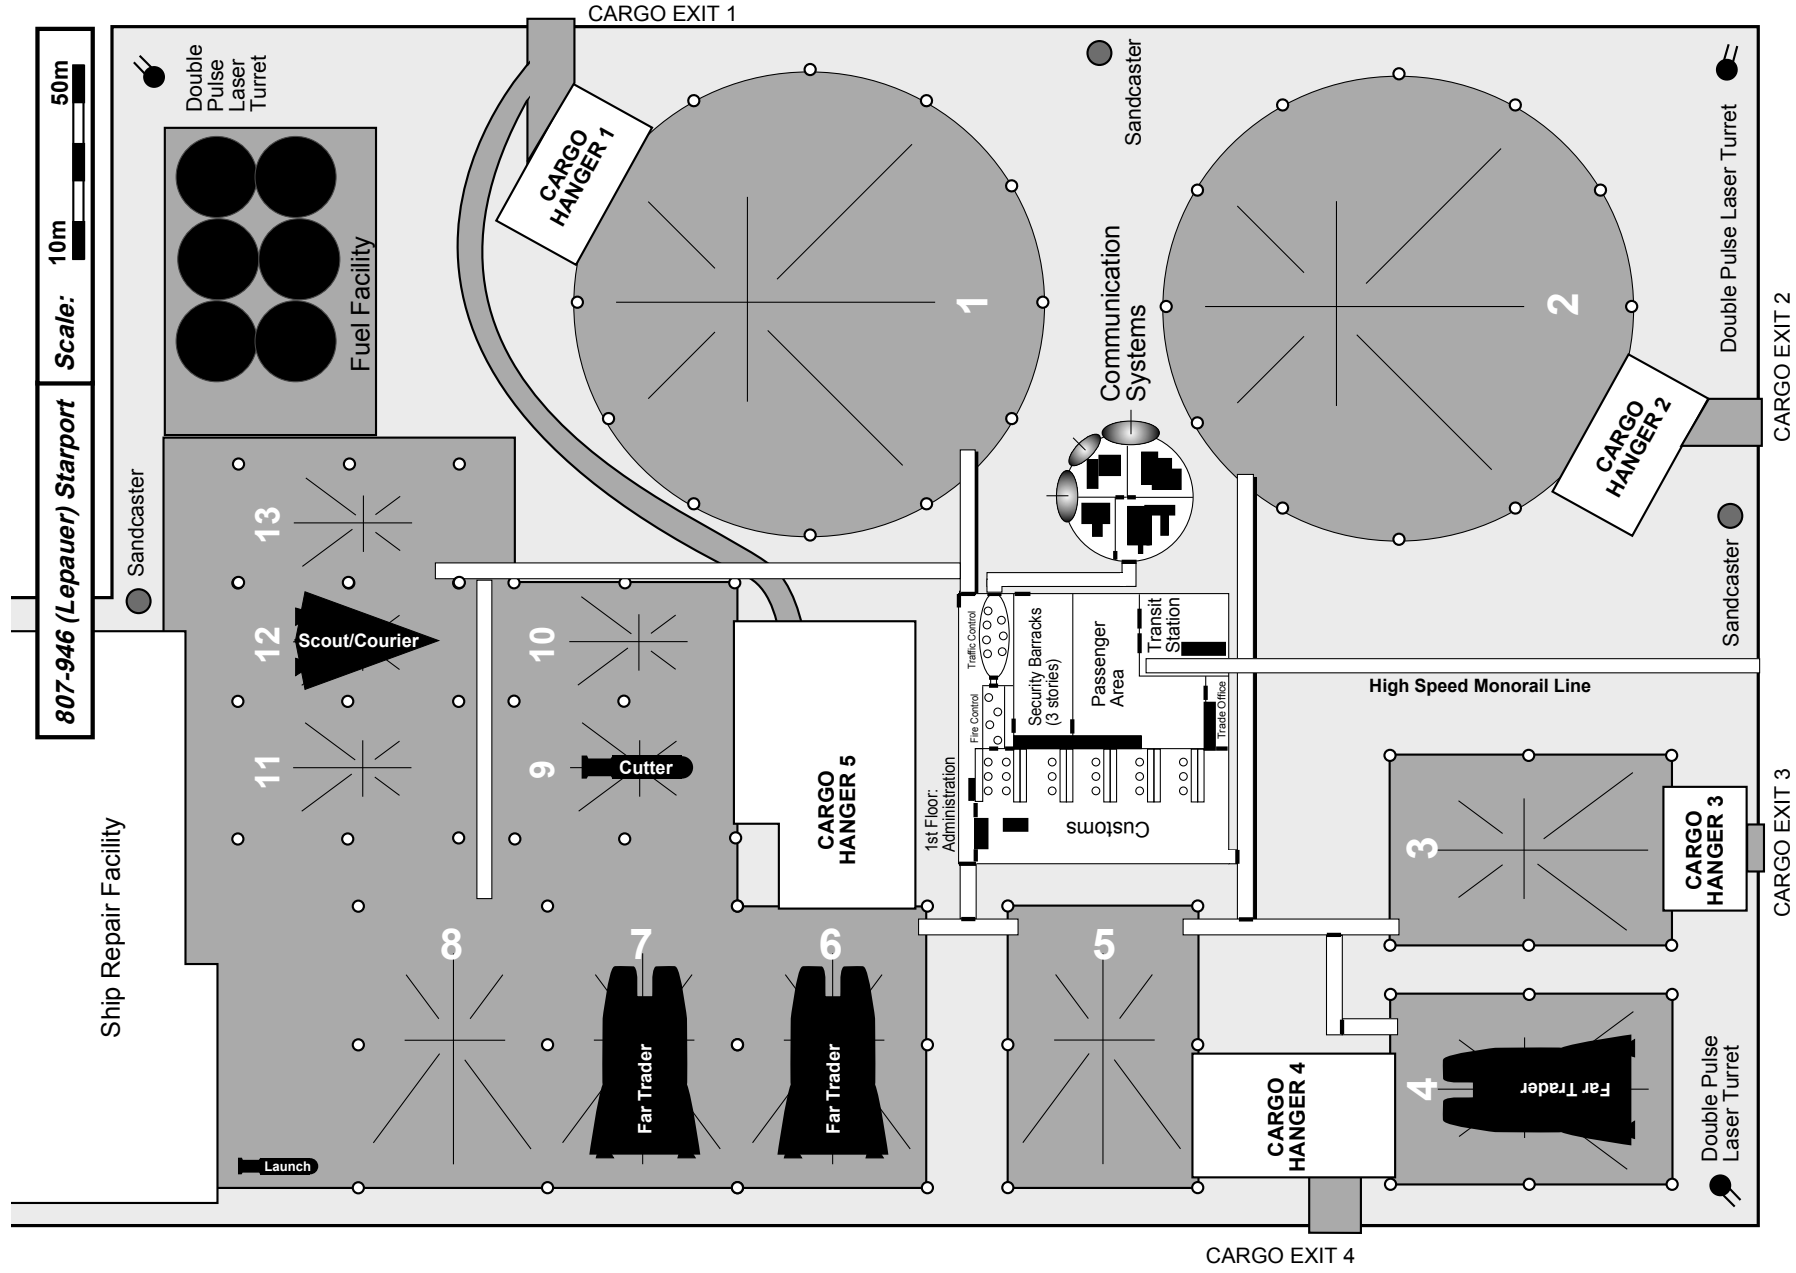 CARGO EXIT 1
807-946 (Lepauer) Starport
Scale:
10m
50m
Double
Pulse
Laser
Turret
Fuel Facility
Sandcaster
CARGO
HANGER 1
1
Sandcaster
Communication
Systems
2
Double Pulse Laser Turret
CARGO EXIT 2
CARGO
HANGER 2
Sandcaster
13
12
Scout/Courier
11
10
9
Cutter
CARGO
HANGER 5
Traffic Control
Fire Control
Security Barracks
(3 stories)
Passenger
Area
Transit
Station
Trade Office
1st Floor:
Administration
Customs
High Speed Monorail Line
3
CARGO
HANGER 3
CARGO EXIT 3
Ship Repair Facility
8
7
Far Trader
6
Far Trader
5
CARGO
HANGER 4
4
Far Trader
Double Pulse
Laser Turret
Launch
CARGO EXIT 4